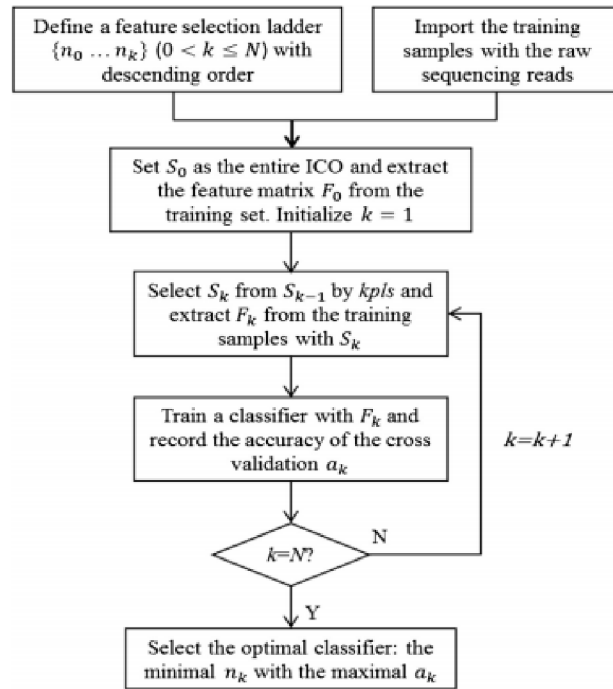 Define a feature selection ladder
{n₀ … nₖ} (0 < k ≤ N) with
descending order
Import the training
samples with the raw
sequencing reads
Set S₀ as the entire ICO and extract
the feature matrix F₀ from the
training set. Initialize k = 1
Select Sₖ from Sₖ₋₁ by kpls and
extract Fₖ from the training
samples with Sₖ
Train a classifier with Fₖ and
record the accuracy of the cross
validation aₖ
k=k+1
k=N?
N
Y
Select the optimal classifier: the
minimal nₖ with the maximal aₖ